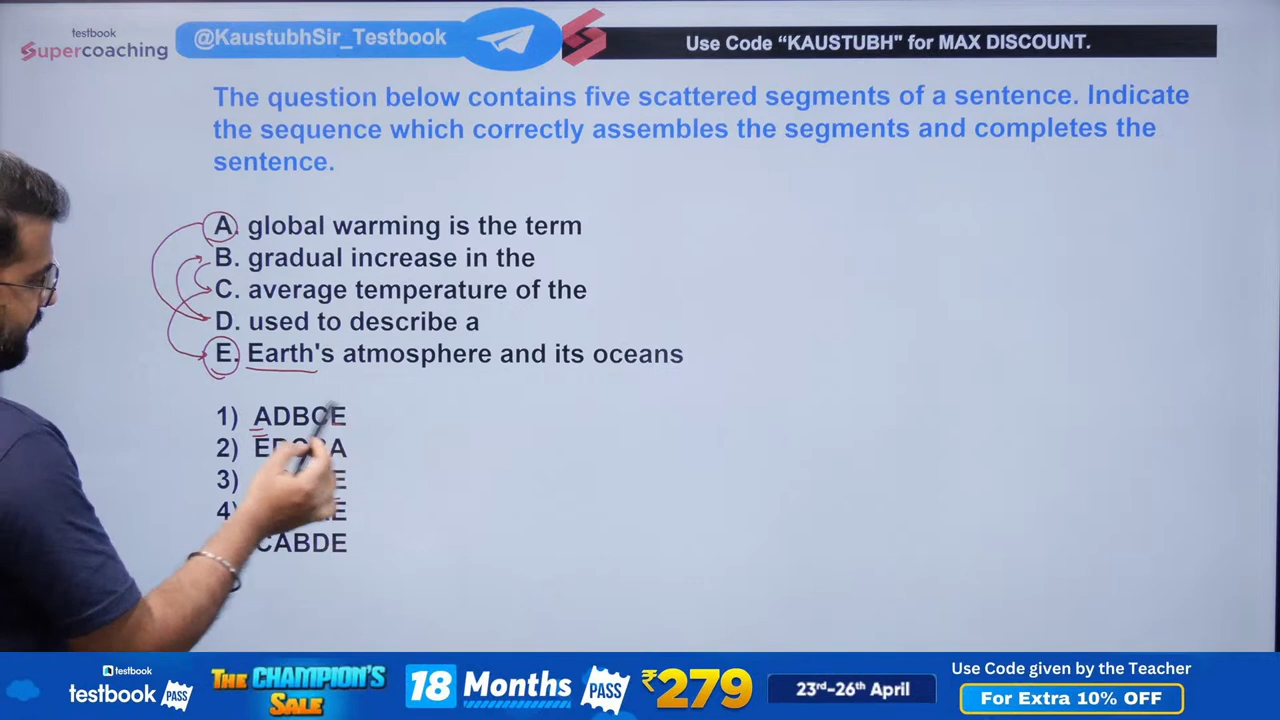 testbook
Supercoaching
@KaustubhSir_Testbook
Use Code “KAUSTUBH" for MAX DISCOUNT.
The question below contains five scattered segments of a sentence. Indicate
the sequence which correctly assembles the segments and completes the
sentence.
A. global warming is the term
B. gradual increase in the
C. average temperature of the
D. used to describe a
E. Earth's atmosphere and its oceans
1) ADBCE
2)
3)
4)
CABDE
testbook
testbook PASS
THE CHAMPION'S
SALE
18 Months PASS ₹279
23rd-26th April
Use Code given by the Teacher
For Extra 10% OFF